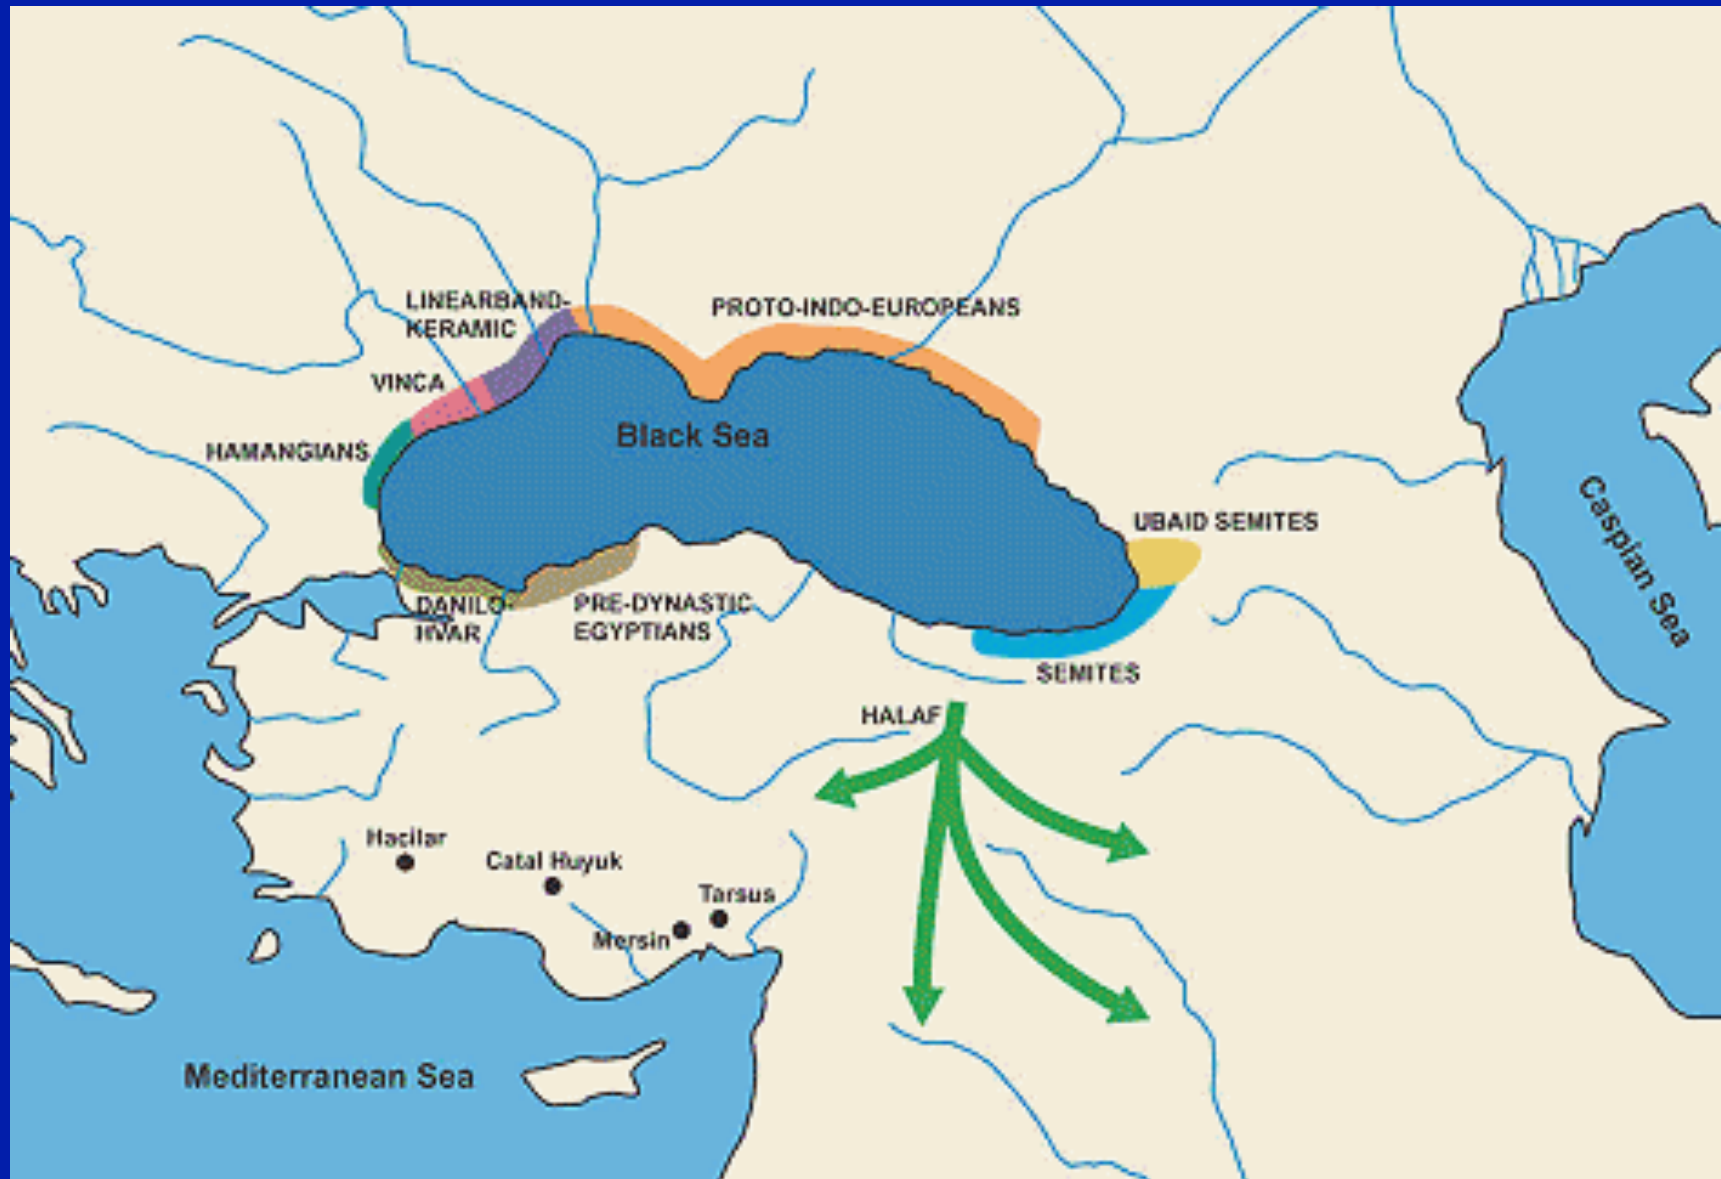 LINEARBAND-
KERAMIC
PROTO-INDO-EUROPEANS
VINCA
Black Sea
HAMANGIANS
UBAID SEMITES
Caspian Sea
DANILO-
HVAR
PRE-DYNASTIC
EGYPTIANS
SEMITES
HALAF
Hacilar
Catal Huyuk
Tarsus
Mersin
Mediterranean Sea